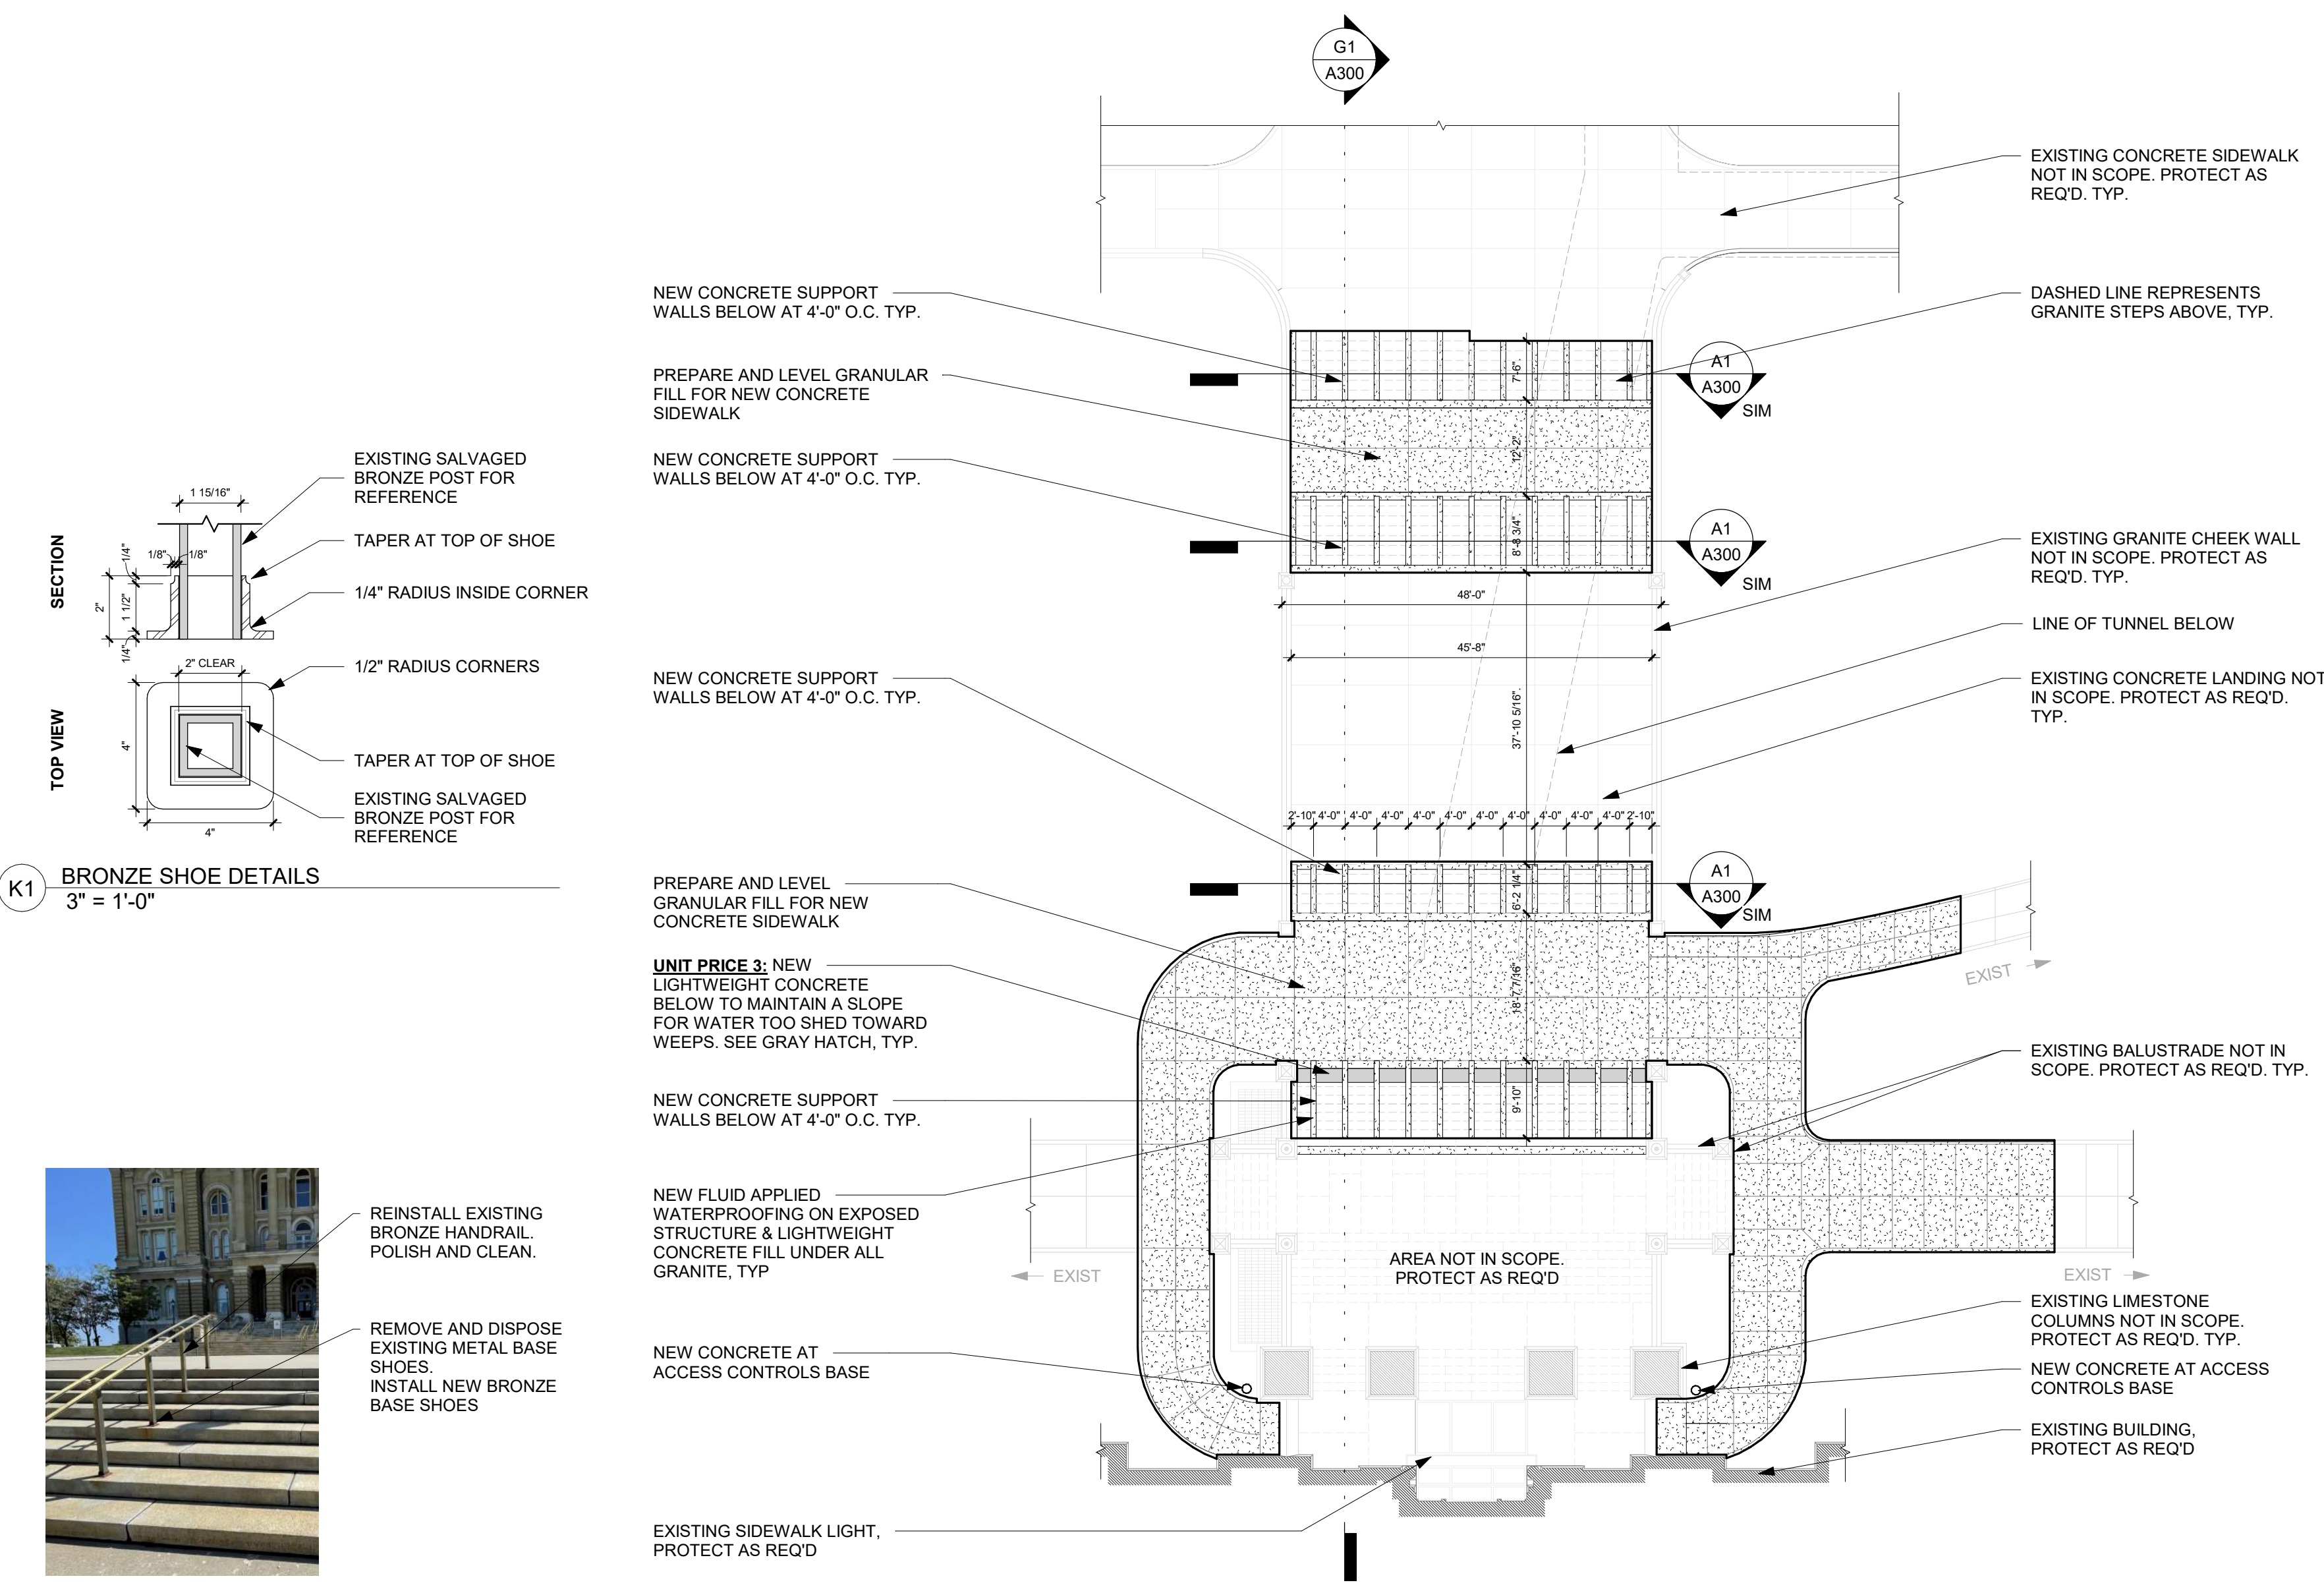 G1
A300
EXISTING CONCRETE SIDEWALK
NOT IN SCOPE. PROTECT AS
REQ'D. TYP.
NEW CONCRETE SUPPORT
WALLS BELOW AT 4'-0" O.C. TYP.
DASHED LINE REPRESENTS
GRANITE STEPS ABOVE, TYP.
PREPARE AND LEVEL GRANULAR
FILL FOR NEW CONCRETE
SIDEWALK
7'-6".
A1
A300
SIM
NEW CONCRETE SUPPORT
WALLS BELOW AT 4'-0" O.C. TYP.
12'-2".
8'-8 3/4".
A1
A300
SIM
EXISTING GRANITE CHEEK WALL
NOT IN SCOPE. PROTECT AS
REQ'D. TYP.
48'-0"
45'-8"
LINE OF TUNNEL BELOW
EXISTING CONCRETE LANDING NOT
IN SCOPE. PROTECT AS REQ'D.
TYP.
NEW CONCRETE SUPPORT
WALLS BELOW AT 4'-0" O.C. TYP.
37'-10 5/16".
2'-10" 4'-0" 4'-0" 4'-0" 4'-0" 4'-0" 4'-0" 4'-0" 4'-0" 4'-0" 4'-0" 2'-10"
SECTION
1 15/16"
1/4"
1/8"
1/8"
2"
1 1/2"
1/4"
EXISTING SALVAGED
BRONZE POST FOR
REFERENCE
TAPER AT TOP OF SHOE
1/4" RADIUS INSIDE CORNER
TOP VIEW
2" CLEAR
4"
4"
1/2" RADIUS CORNERS
TAPER AT TOP OF SHOE
EXISTING SALVAGED
BRONZE POST FOR
REFERENCE
K1
BRONZE SHOE DETAILS
3" = 1'-0"
PREPARE AND LEVEL
GRANULAR FILL FOR NEW
CONCRETE SIDEWALK
6'-2 1/4"
A1
A300
SIM
EXIST
UNIT PRICE 3: NEW
LIGHTWEIGHT CONCRETE
BELOW TO MAINTAIN A SLOPE
FOR WATER TOO SHED TOWARD
WEEPS. SEE GRAY HATCH, TYP.
18'-7 7/16"
EXISTING BALUSTRADE NOT IN
SCOPE. PROTECT AS REQ'D. TYP.
NEW CONCRETE SUPPORT
WALLS BELOW AT 4'-0" O.C. TYP.
9'-10"
NEW FLUID APPLIED
WATERPROOFING ON EXPOSED
STRUCTURE & LIGHTWEIGHT
CONCRETE FILL UNDER ALL
GRANITE, TYP
EXIST
AREA NOT IN SCOPE.
PROTECT AS REQ'D
EXIST
EXISTING LIMESTONE
COLUMNS NOT IN SCOPE.
PROTECT AS REQ'D. TYP.
NEW CONCRETE AT
ACCESS CONTROLS BASE
NEW CONCRETE AT ACCESS
CONTROLS BASE
EXISTING BUILDING,
PROTECT AS REQ'D
EXISTING SIDEWALK LIGHT,
PROTECT AS REQ'D
REINSTALL EXISTING
BRONZE HANDRAIL.
POLISH AND CLEAN.
REMOVE AND DISPOSE
EXISTING METAL BASE
SHOES.
INSTALL NEW BRONZE
BASE SHOES